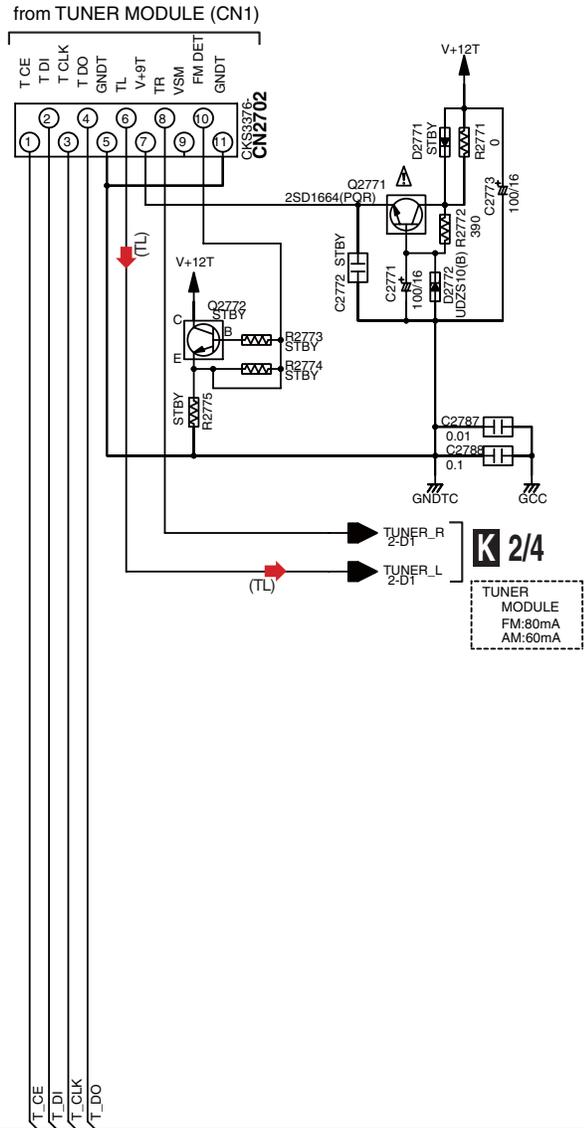 from TUNER MODULE (CN1)
T CE
T DI
T CLK
T DO
GNDT
TL
V+9T
TR
VSM
FM DET
GNDT
2 4 6 8 10
1 3 5 7 9 11
CKS3376-
CN2702
(TL)
V+12T
D2771
STBY
R2771
0
C2773
+
100/16
Q2771
2SD1664(PQR)
R2772
390
C2772 STBY
C2771
+
100/16
D2772
UDZS10(B)
V+12T
Q2772
STBY
C
B
E
R2773
STBY
R2774
STBY
STBY
R2775
C2787
0.01
C2788
0.1
GNDTC
GCC
TUNER_R
2-D1
TUNER_L
2-D1
(TL)
K 2/4
TUNER
MODULE
FM:80mA
AM:60mA
T_CE
T_DI
T_CLK
T_DO